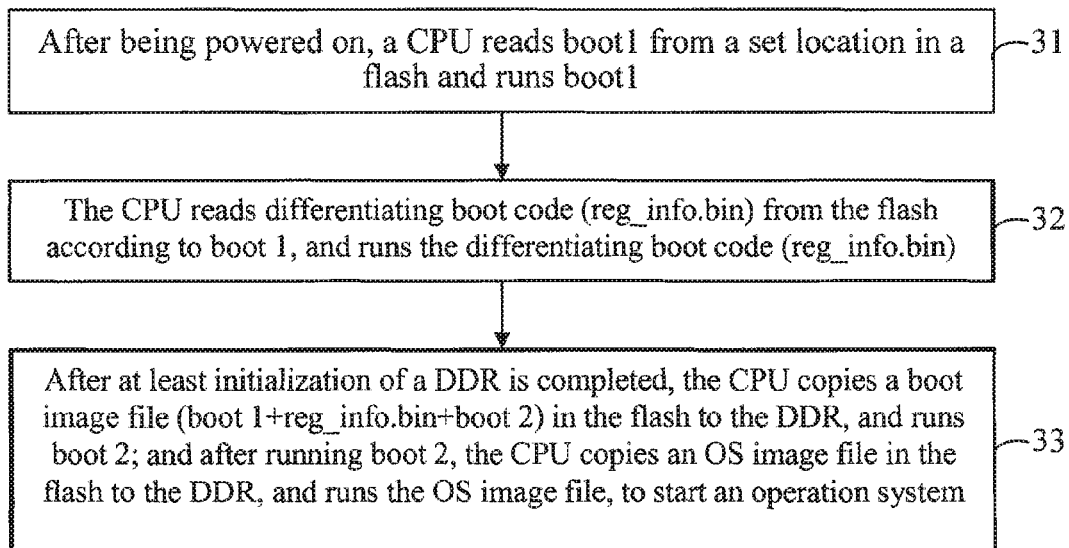 After being powered on, a CPU reads boot1 from a set location in a
flash and runs boot1
31
The CPU reads differentiating boot code (reg_info.bin) from the flash
according to boot 1, and runs the differentiating boot code (reg_info.bin)
32
After at least initialization of a DDR is completed, the CPU copies a boot
image file (boot 1+reg_info.bin+boot 2) in the flash to the DDR, and runs
boot 2; and after running boot 2, the CPU copies an OS image file in the
flash to the DDR, and runs the OS image file, to start an operation system
33